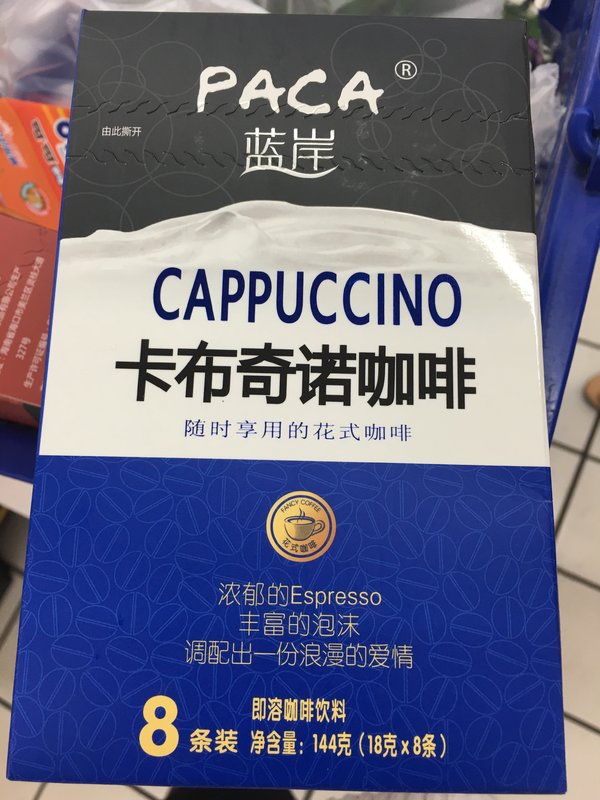 PACA®
由此撕开
蓝岸
CAPPUCCINO
卡布奇诺咖啡
随时享用的花式咖啡
FANCY COFFEE
花式咖啡
浓郁的Espresso
丰富的泡沫
调配出一份浪漫的爱情
8条装
即溶咖啡饮料
净含量：144克（18克x8条）
327号